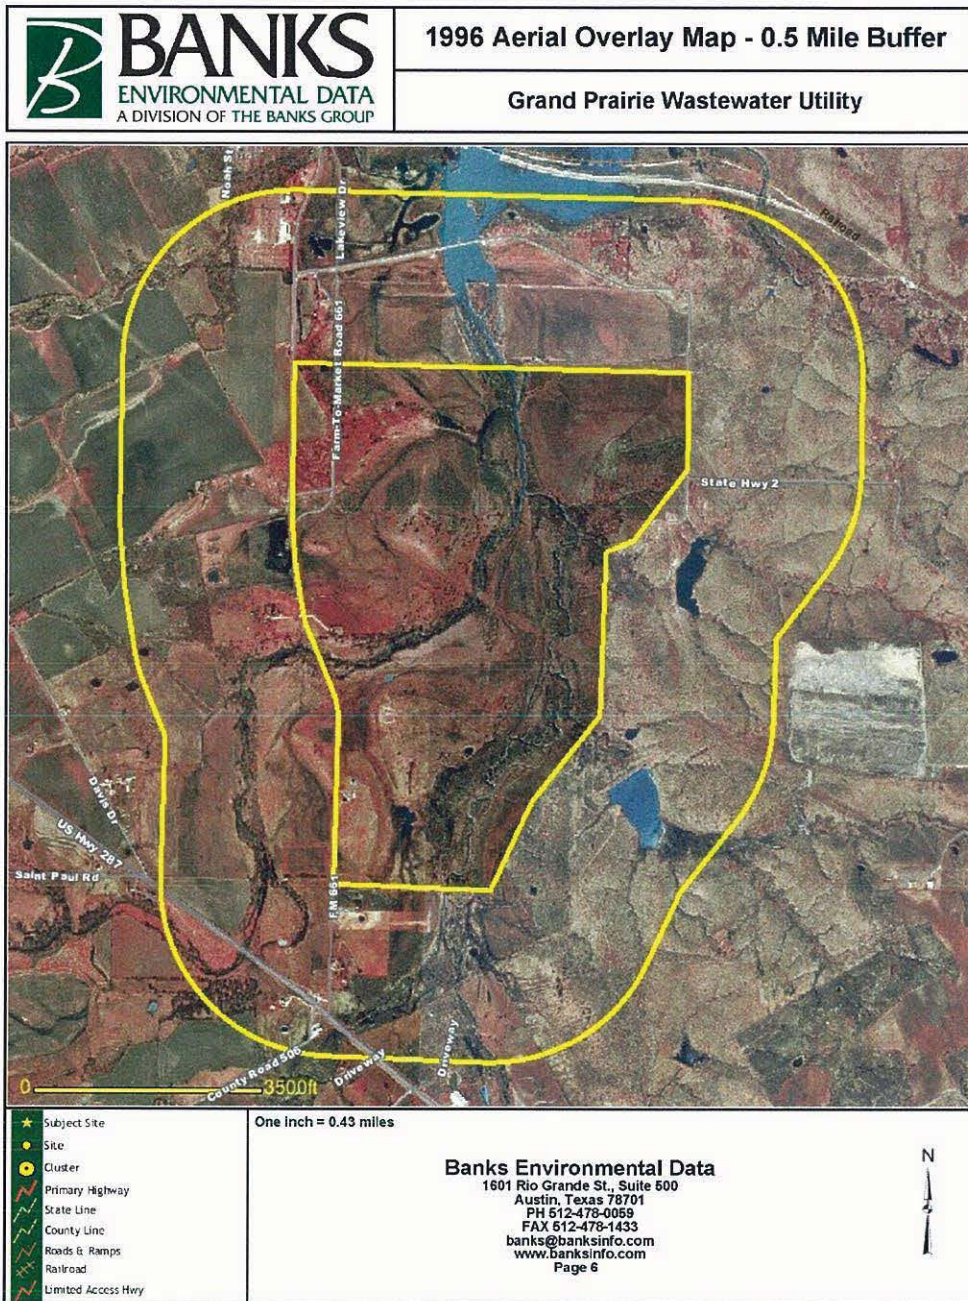 BANKS
ENVIRONMENTAL DATA
A DIVISION OF THE BANKS GROUP
1996 Aerial Overlay Map - 0.5 Mile Buffer
Grand Prairie Wastewater Utility
Noah St
Lakeview Dr
Railroad
Farm-To-Market Road 661
State Hwy 2
Davis Dr
US Hwy 287
Saint Paul Rd
FM 661
County Road 506
Driveway
Driveway
0 3500ft
Subject Site
Site
Cluster
Primary Highway
State Line
County Line
Roads & Ramps
Railroad
Limited Access Hwy
One Inch = 0.43 miles
Banks Environmental Data
1601 Rio Grande St., Suite 500
Austin, Texas 78701
PH 512-478-0059
FAX 512-478-1433
banks@banksinfo.com
www.banksinfo.com
Page 6
N